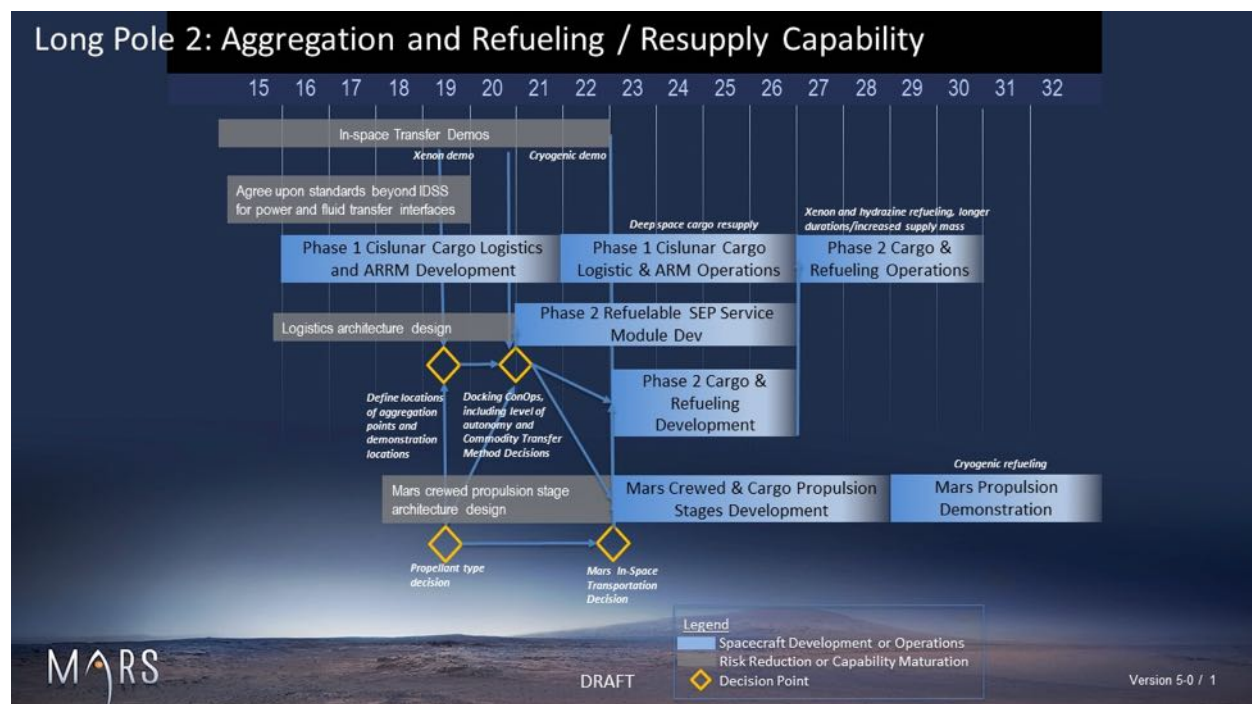 Long Pole 2: Aggregation and Refueling / Resupply Capability
15 16 17 18 19 20 21 22 23 24 25 26 27 28 29 30 31 32
In-space Transfer Demos
Xenon demo
Cryogenic demo
Agree upon standards beyond IDSS
for power and fluid transfer interfaces
Deep space cargo resupply
Xenon and hydrazine refueling, longer
durations/increased supply mass
Phase 1 Cislunar Cargo Logistics
and ARRM Development
Phase 1 Cislunar Cargo
Logistic & ARM Operations
Phase 2 Cargo &
Refueling Operations
Logistics architecture design
Phase 2 Refuelable SEP Service
Module Dev
Define locations
of aggregation
points and
demonstration
locations
Docking ConOps,
including level of
autonomy and
Commodity Transfer
Method Decisions
Phase 2 Cargo &
Refueling
Development
Mars crewed propulsion stage
architecture design
Mars Crewed & Cargo Propulsion
Stages Development
Cryogenic refueling
Mars Propulsion
Demonstration
Propellant type
decision
Mars In-Space
Transportation
Decision
Legend
Spacecraft Development or Operations
Risk Reduction or Capability Maturation
Decision Point
MARS
DRAFT
Version 5-0 / 1